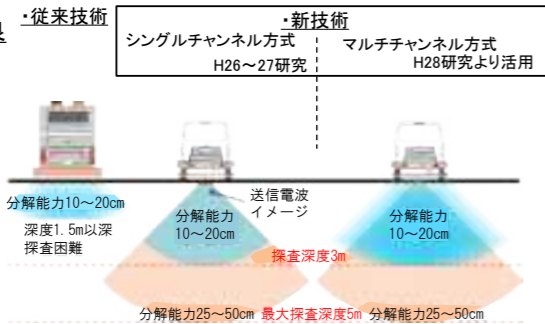 ・従来技術
・新技術
シングルチャンネル方式
H26～27研究
マルチチャンネル方式
H28研究より活用
分解能力10～20cm
深度1.5m以深
探査困難
送信電波
イメージ
分解能力
10～20cm
探査深度3m
分解能力
10～20cm
分解能力25～50cm
最大探査深度5m
分解能力25～50cm